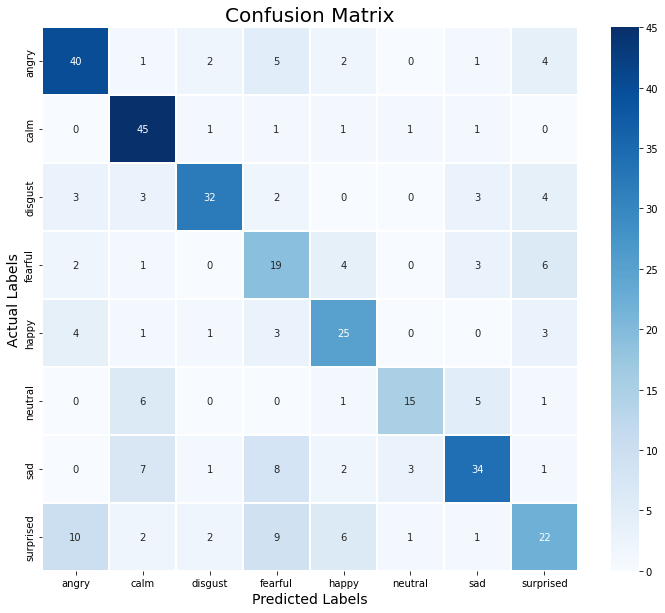 Confusion Matrix
Actual Labels
angry 40 1 2 5 2 0 1 4
calm 0 45 1 1 1 1 1 0
disgust 3 3 32 2 0 0 3 4
fearful 2 1 0 19 4 0 3 6
happy 4 1 1 3 25 0 0 3
neutral 0 6 0 0 1 15 5 1
sad 0 7 1 8 2 3 34 1
surprised 10 2 2 9 6 1 1 22
angry calm disgust fearful happy neutral sad surprised
Predicted Labels
45
40
35
30
25
20
15
10
5
0